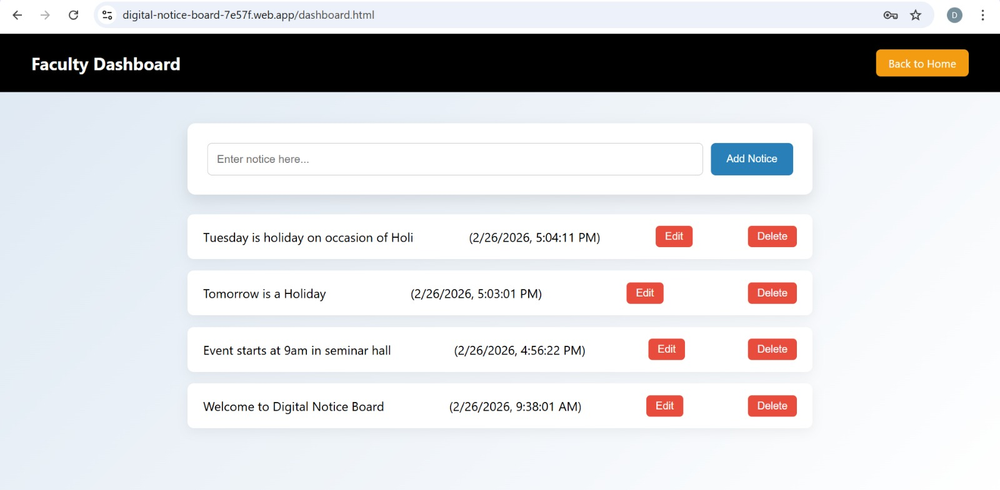 digital-notice-board-7e57f.web.app/dashboard.html
D
Faculty Dashboard
Back to Home
Enter notice here...
Add Notice
Tuesday is holiday on occasion of Holi (2/26/2026, 5:04:11 PM) Edit Delete
Tomorrow is a Holiday (2/26/2026, 5:03:01 PM) Edit Delete
Event starts at 9am in seminar hall (2/26/2026, 4:56:22 PM) Edit Delete
Welcome to Digital Notice Board (2/26/2026, 9:38:01 AM) Edit Delete